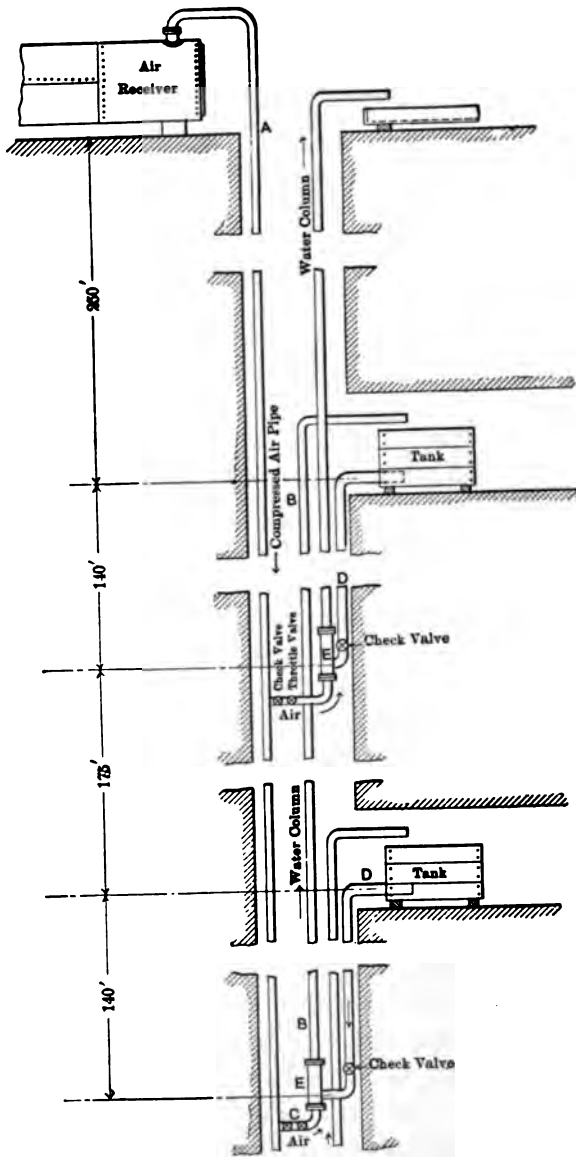 Air
Receiver
A
Water Column
250'
Compressed Air Pipe
Tank
B
D
140'
Check Valve
Throttle Valve
E
Check Valve
Air
175'
Water Column
D
Tank
140'
B
Check Valve
E
C
Air